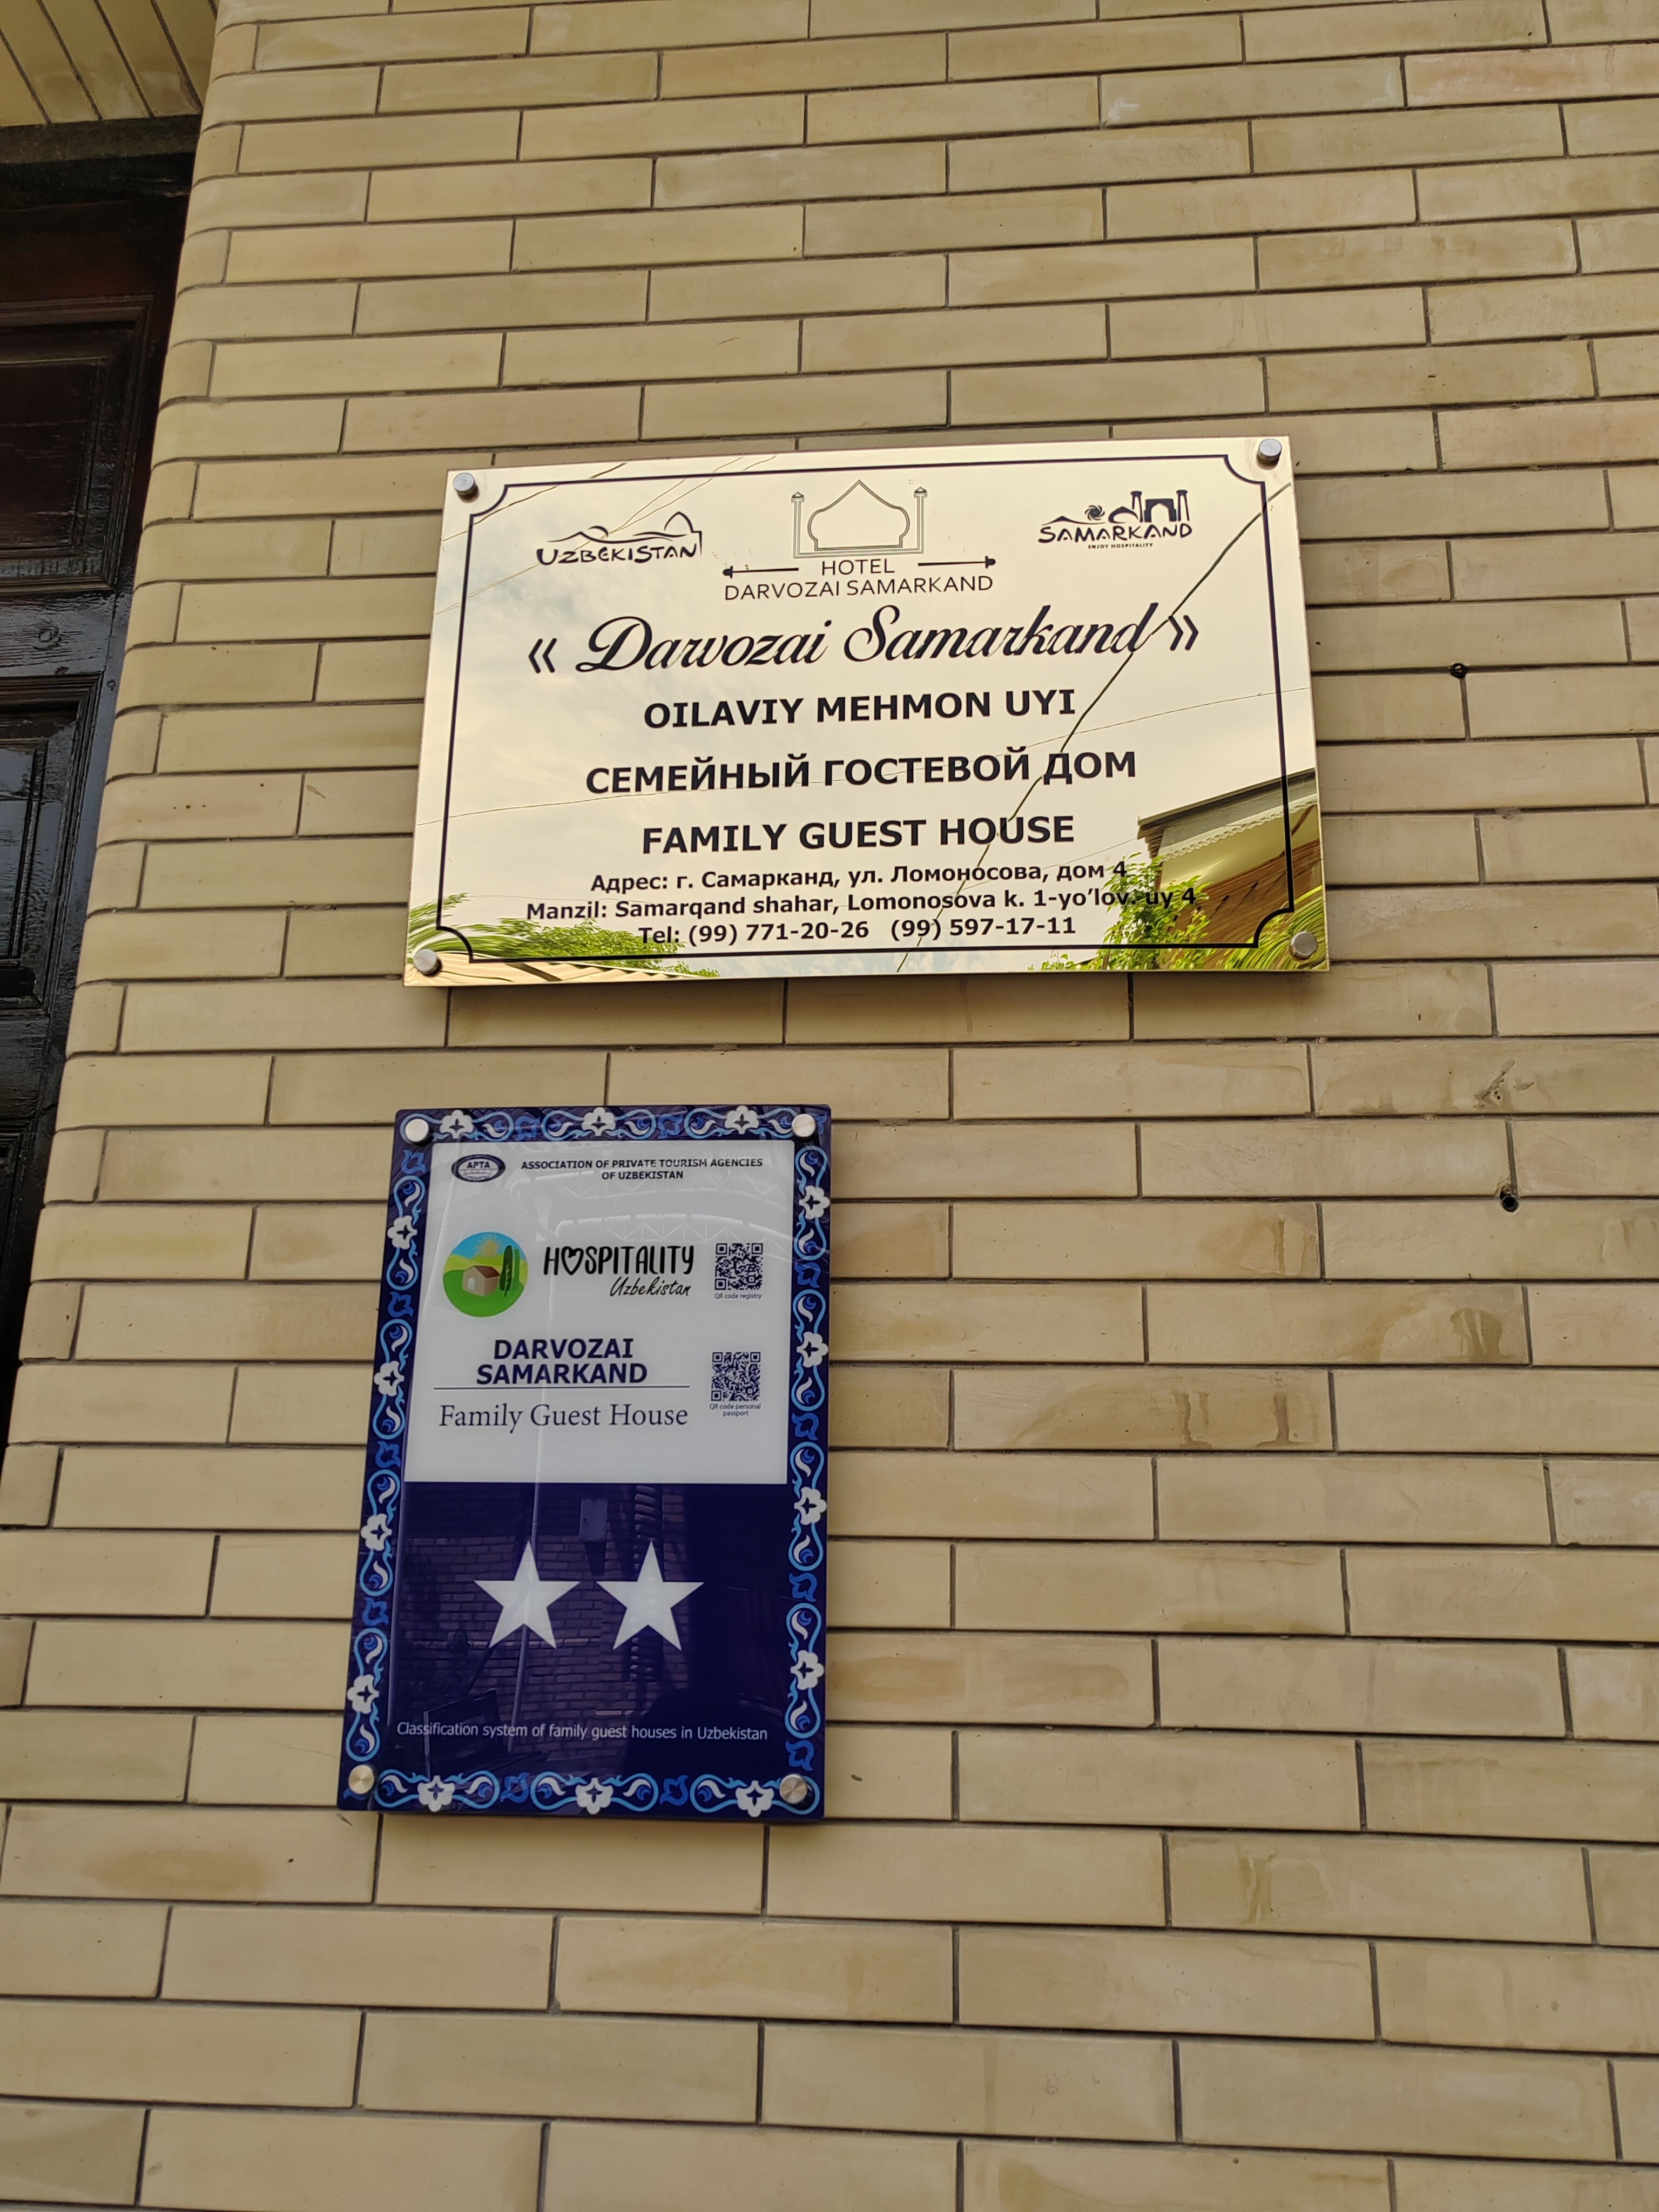 UZBEKISTAN
HOTEL
DARVOZAI SAMARKAND
SAMARKAND
ENJOY HOSPITALITY
« Darvozai Samarkand »
OILAVIY MEHMON UYI
СЕМЕЙНЫЙ ГОСТЕВОЙ ДОМ
FAMILY GUEST HOUSE
Адрес: г. Самарканд, ул. Ломоносова, дом 4
Manzil: Samarqand shahar, Lomonosova k. 1-yo’lov. uy 4
Tel: (99) 771-20-26 (99) 597-17-11
APTA
ASSOCIATION OF PRIVATE TOURISM AGENCIES
OF UZBEKISTAN
HOSPITALITY
Uzbekistan
QR code registry
DARVOZAI
SAMARKAND
Family Guest House
QR code personal
passport
Classification system of family guest houses in Uzbekistan